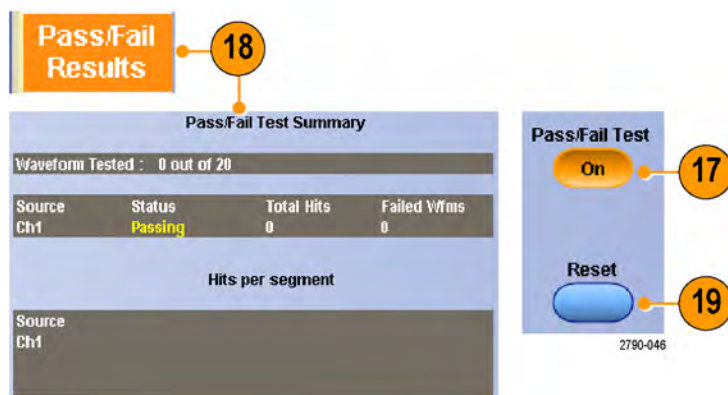 Pass/Fail
Results
18
Pass/Fail Test Summary
Waveform Tested : 0 out of 20
Source Status Total Hits Failed Wfms
Ch1 Passing 0 0
Hits per segment
Source
Ch1
Pass/Fail Test
On
17
Reset
19
2790-046